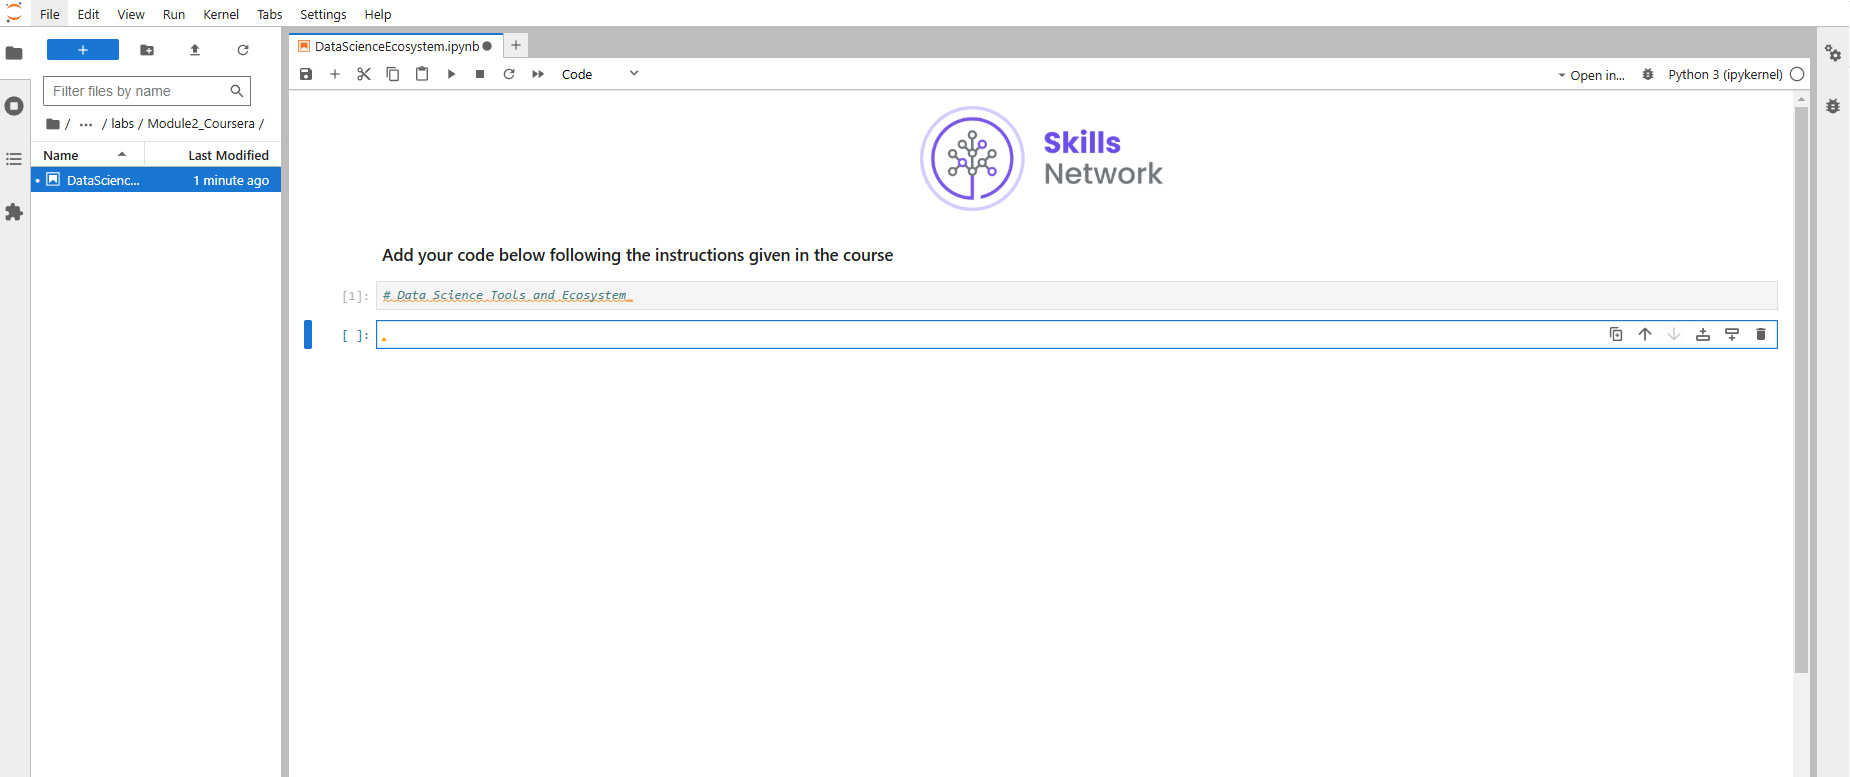 File Edit View Run Kernel Tabs Settings Help
DataScienceEcosystem.ipynb
Code
Open in...
Python 3 (ipykernel)
Filter files by name
/ ... / labs / Module2_Coursera /
Name Last Modified
DataScienc... 1 minute ago
Skills
Network
Add your code below following the instructions given in the course
[1]: # Data Science Tools and Ecosystem
[ ]: